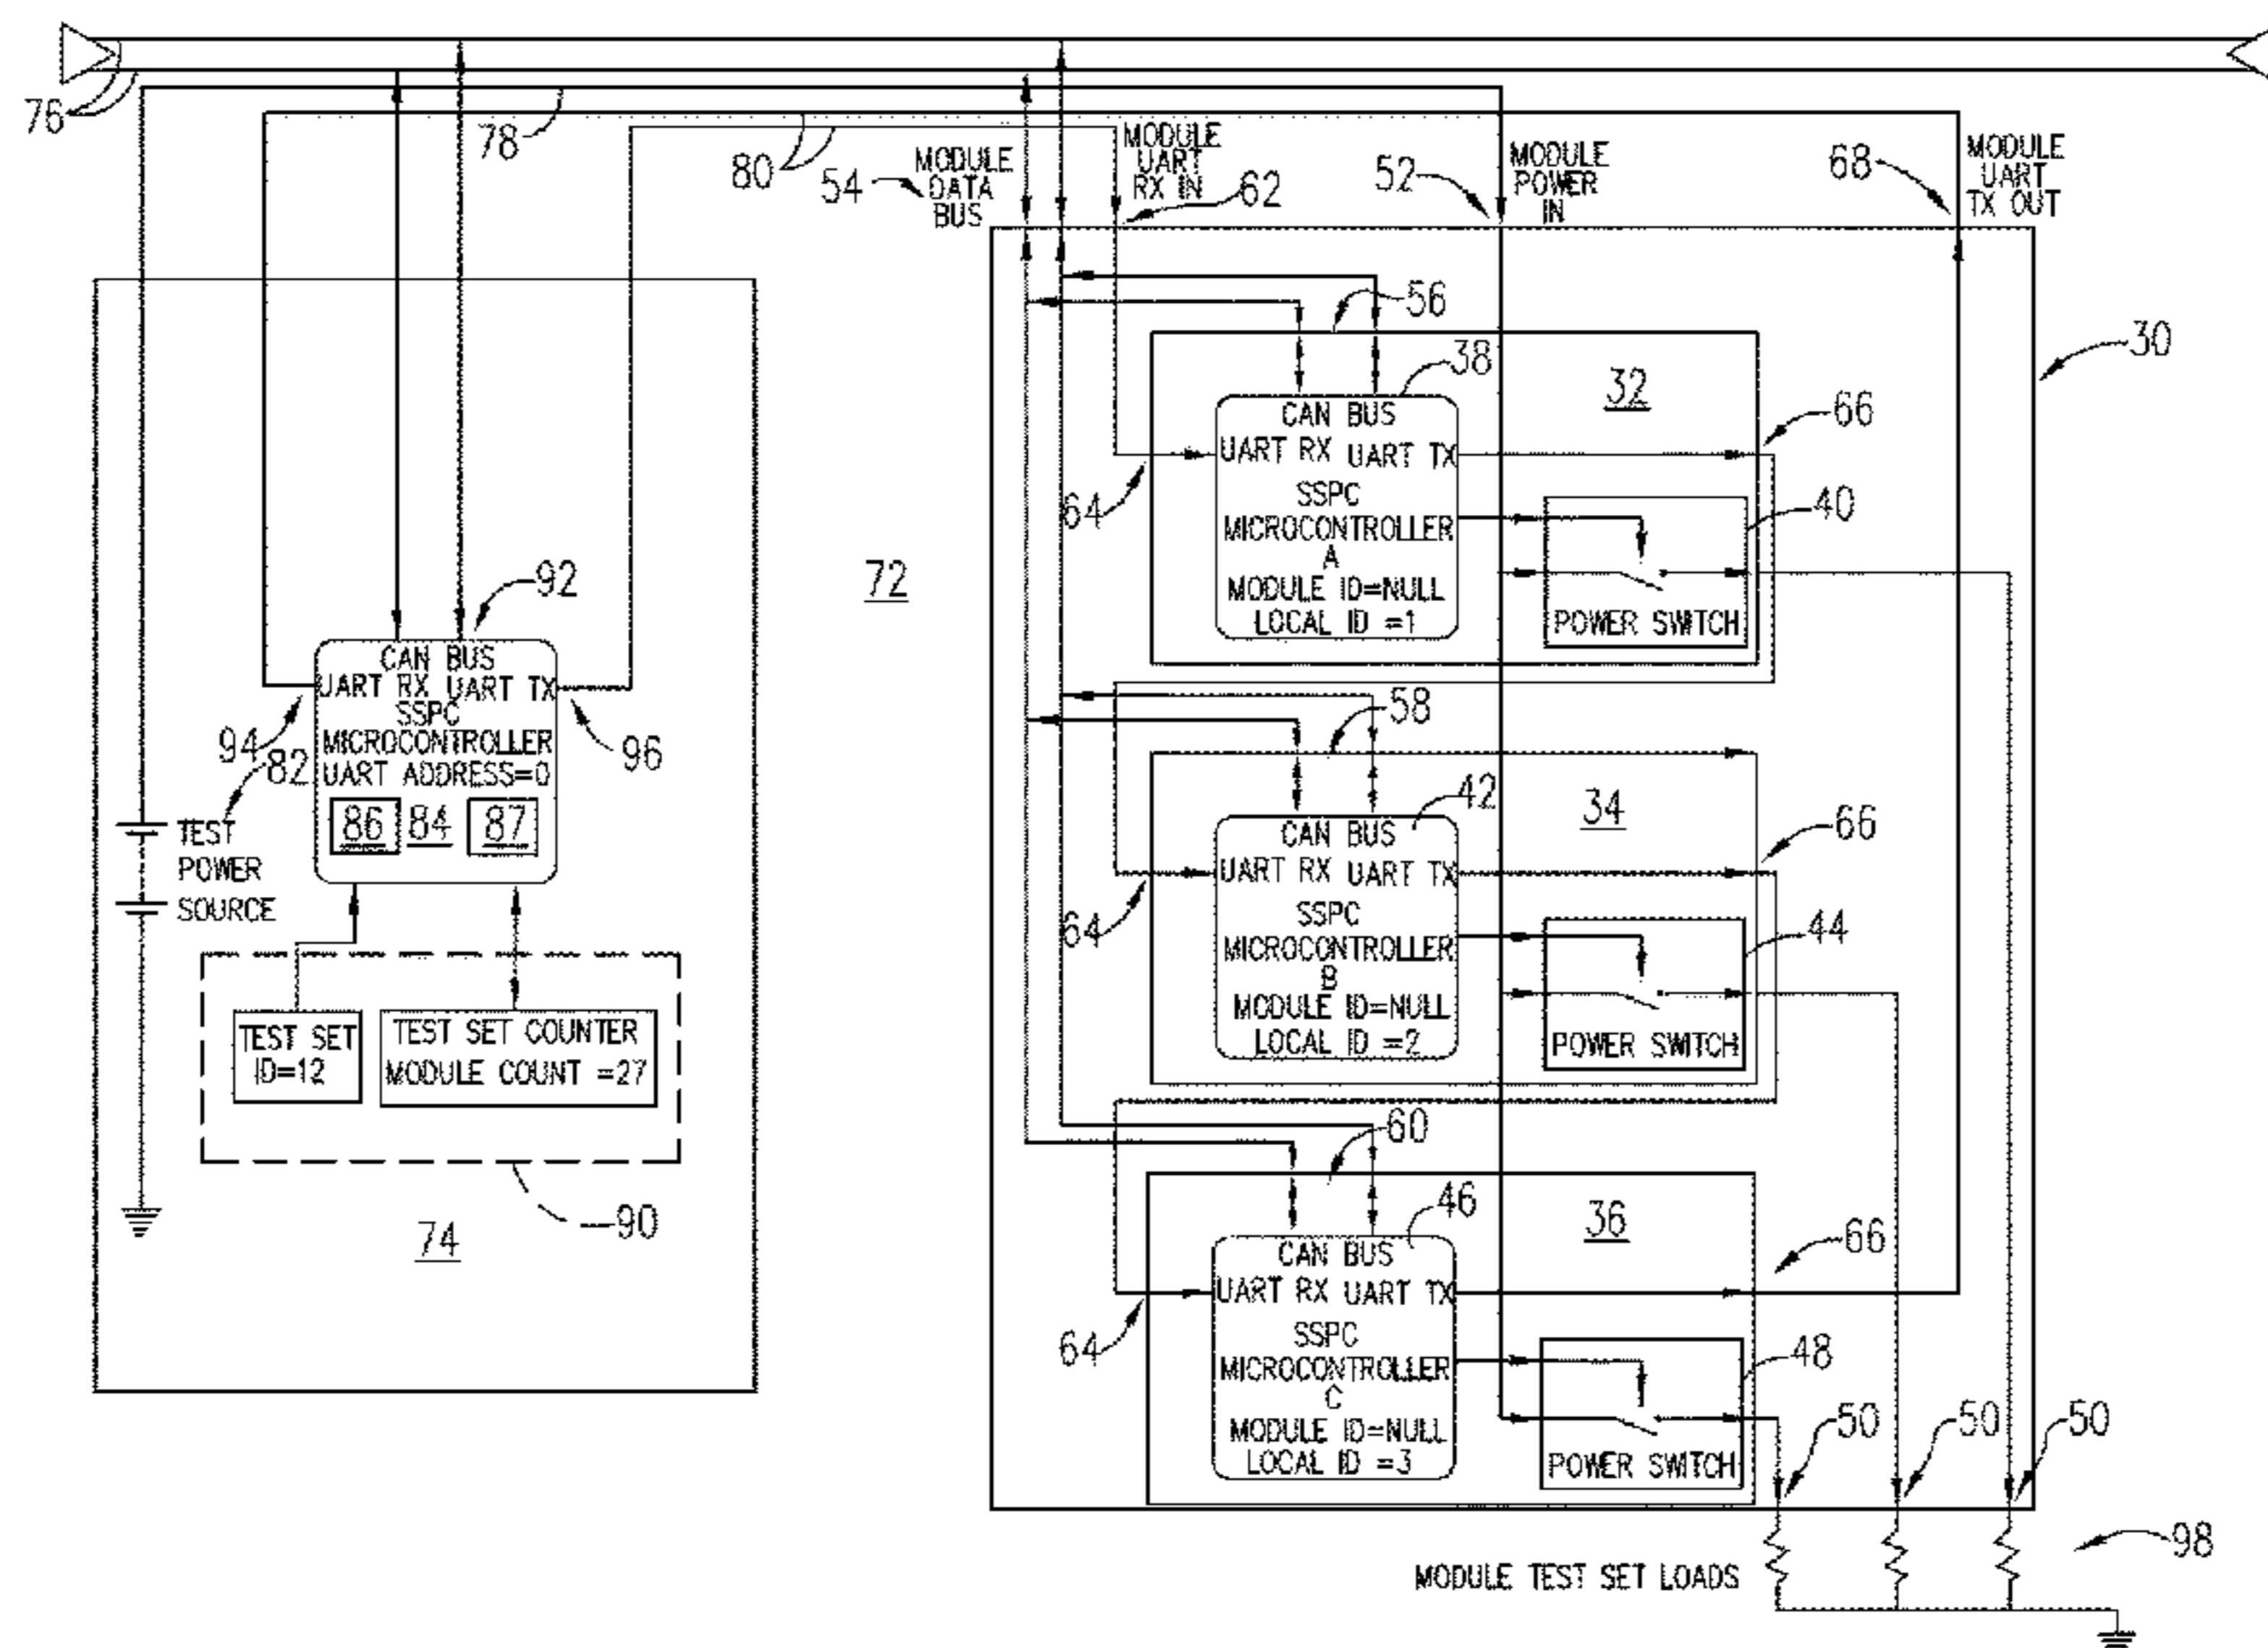 76
78
80
54
MODULE
DATA
BUS
MODULE
UART
RX IN
62
52
MODULE
POWER
IN
68
MODULE
UART
TX OUT
56
30
38
32
66
CAN BUS
UART RX UART TX
64
SSPC
MICROCONTROLLER
A
MODULE ID=NULL
LOCAL ID =1
40
POWER SWITCH
72
92
CAN BUS
UART RX UART TX
SSPC
94
MICROCONTROLLER
96
82
UART ADDRESS=0
86 84 87
TEST
POWER
SOURCE
TEST SET
ID=12
TEST SET COUNTER
MODULE COUNT =27
90
74
58
42
34
66
CAN BUS
UART RX UART TX
64
SSPC
MICROCONTROLLER
B
MODULE ID=NULL
LOCAL ID =2
44
POWER SWITCH
60
46
36
66
CAN BUS
UART RX UART TX
64
SSPC
MICROCONTROLLER
C
MODULE ID=NULL
LOCAL ID =3
48
POWER SWITCH
50
50
50
98
MODULE TEST SET LOADS